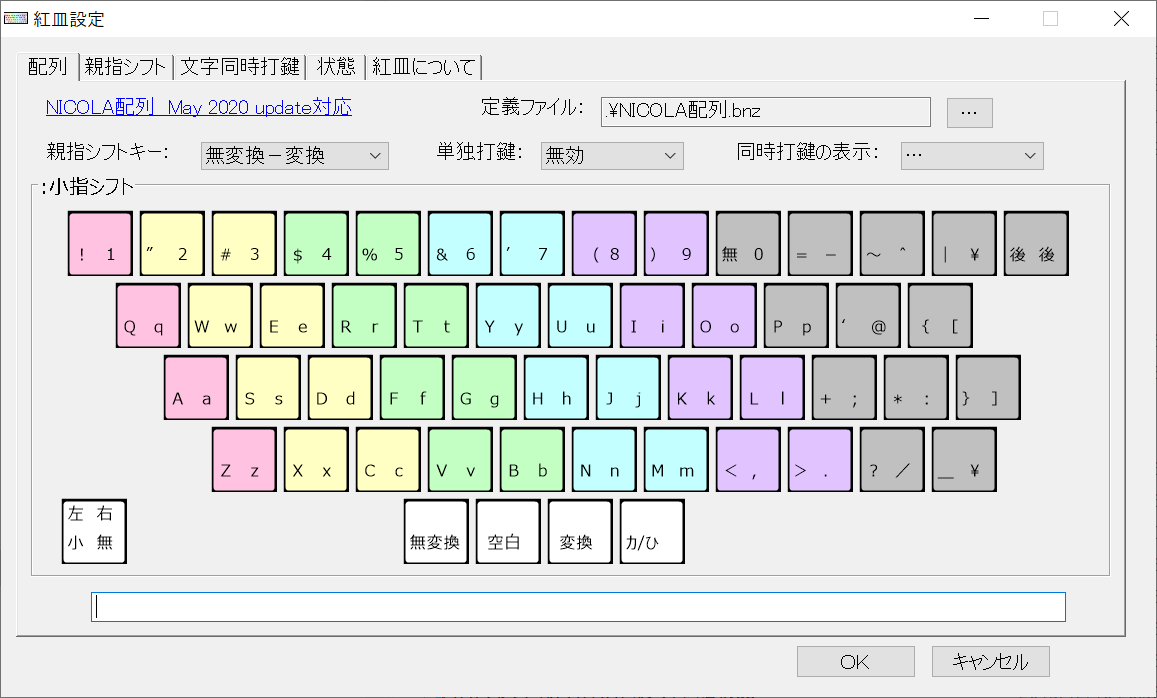 紅皿設定
配列 親指シフト 文字同時打鍵 状態 紅皿について
NICOLA配列 May 2020 update対応 定義ファイル: .¥NICOLA配列.bnz ...
親指シフトキー: 無変換－変換 単独打鍵: 無効 同時打鍵の表示: ...
:小指シフト
! 1 ” 2 # 3 $ 4 % 5 & 6 ’ 7 ( 8 ) 9 無 0 = － ～ ＾ | ¥ 後 後
Q q W w E e R r T t Y y U u I i O o P p ‘ @ { [
A a S s D d F f G g H h J j K k L l + ; * : } ]
Z z X x C c V v B b N n M m < , > . ? ／ ＿ ¥
左 右
小 無 無変換 空白 変換 カ/ひ
OK キャンセル